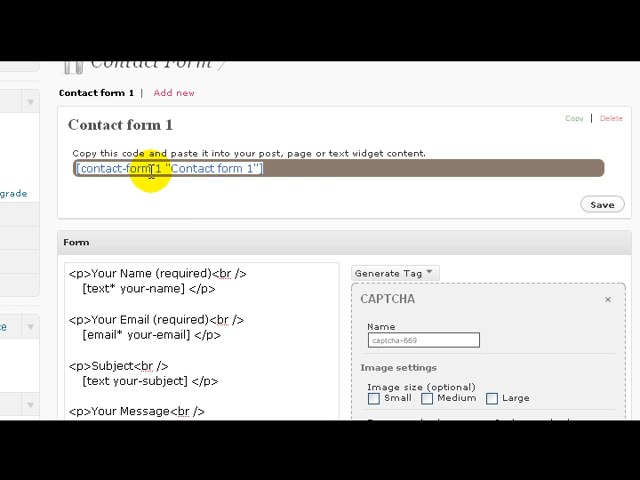 Contact Form 7
Contact form 1 | Add new
Contact form 1
Copy | Delete
Copy this code and paste it into your post, page or text widget content.
[contact-form 1 "Contact form 1"]
grade
Save
Form
<p>Your Name (required)<br />
[text* your-name] </p>
<p>Your Email (required)<br />
[email* your-email] </p>
<p>Subject<br />
[text your-subject] </p>
<p>Your Message<br />
Generate Tag
CAPTCHA ×
Name
captcha-669
Image settings
Image size (optional)
Small Medium Large
ce